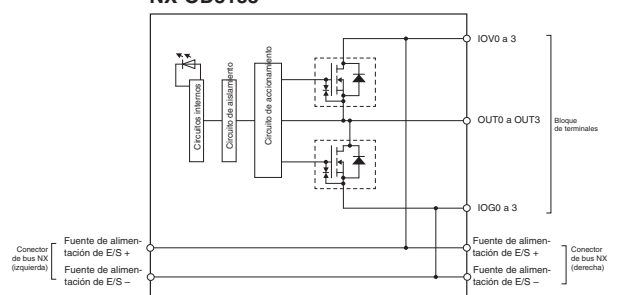 IOV0 a 3
Circuitos internos
Circuito de aislamiento
Circuito de accionamiento
OUT0 a OUT3
Bloque
de terminales
IOG0 a 3
Conector
de bus NX
(izquierda)
Fuente de alimen-
tación de E/S +
Fuente de alimen-
tación de E/S –
Fuente de alimen-
tación de E/S +
Fuente de alimen-
tación de E/S –
Conector
de bus NX
(derecha)